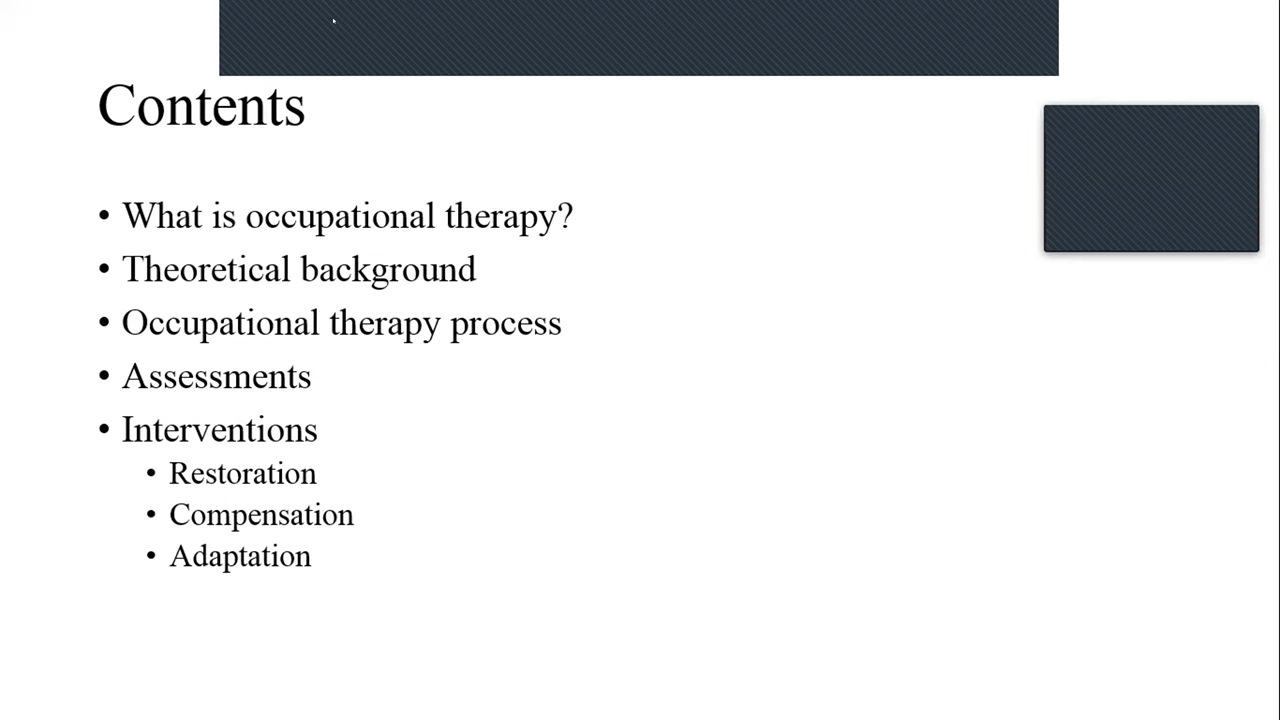 Contents
• What is occupational therapy?
• Theoretical background
• Occupational therapy process
• Assessments
• Interventions
• Restoration
• Compensation
• Adaptation